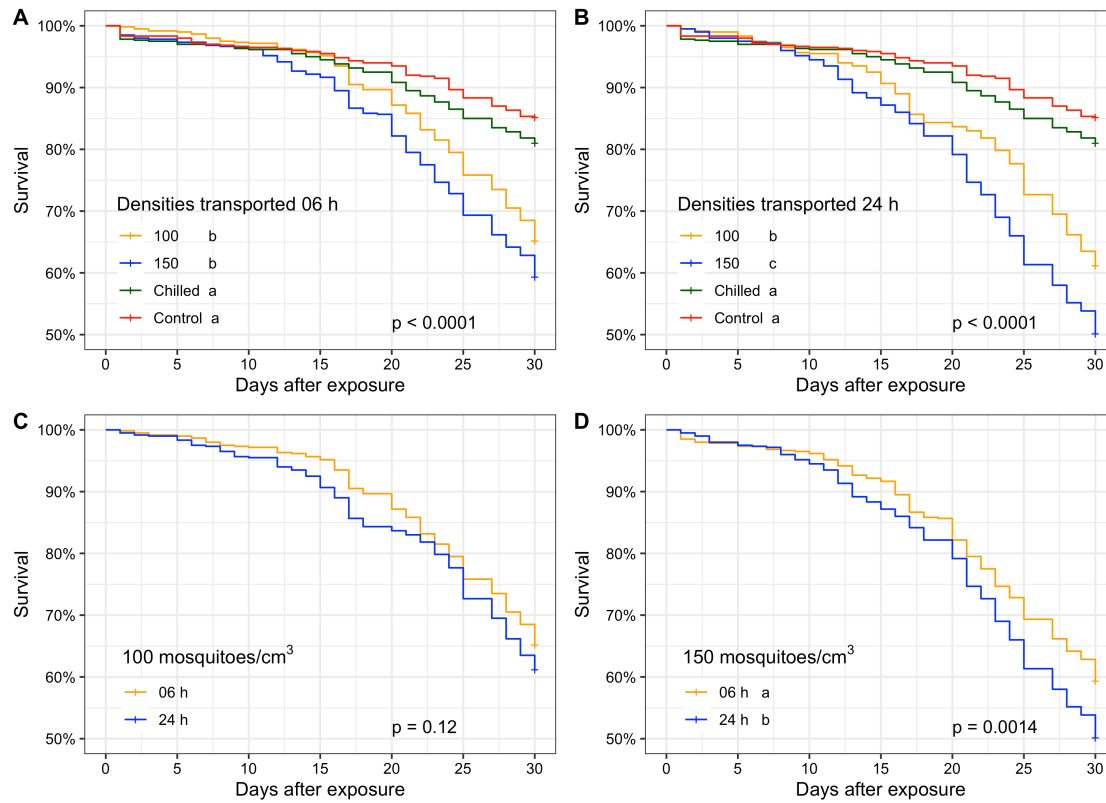 A
100%
90%
80%
70%
60%
50%
Survival
Densities transported 06 h
100 b
150 b
Chilled a
Control a
p < 0.0001
0 5 10 15 20 25 30
Days after exposure
B
100%
90%
80%
70%
60%
50%
Survival
Densities transported 24 h
100 b
150 c
Chilled a
Control a
p < 0.0001
0 5 10 15 20 25 30
Days after exposure
C
100%
90%
80%
70%
60%
50%
Survival
100 mosquitoes/cm³
06 h
24 h
p = 0.12
0 5 10 15 20 25 30
Days after exposure
D
100%
90%
80%
70%
60%
50%
Survival
150 mosquitoes/cm³
06 h a
24 h b
p = 0.0014
0 5 10 15 20 25 30
Days after exposure